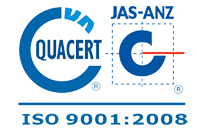 JAS-ANZ
QUACERT
®
®
ISO 9001:2008